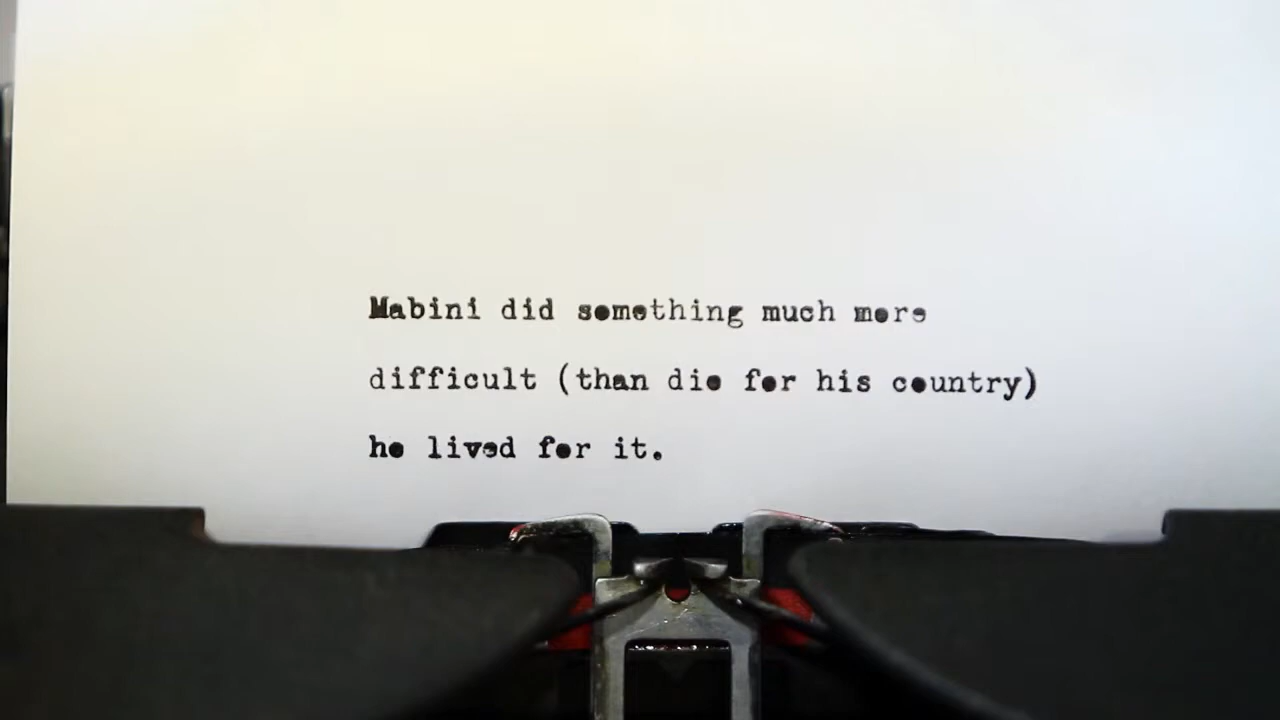 Mabini did something much more
difficult (than die for his country)
he lived for it.